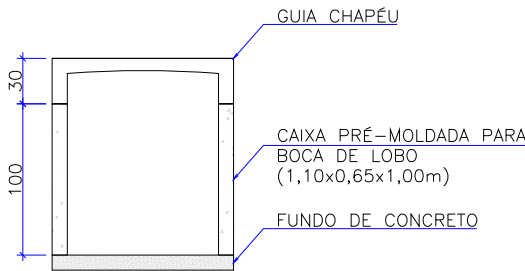 GUIA CHAPÉU
30
100
CAIXA PRÉ-MOLDADA PARA
BOCA DE LOBO
(1,10x0,65x1,00m)
FUNDO DE CONCRETO